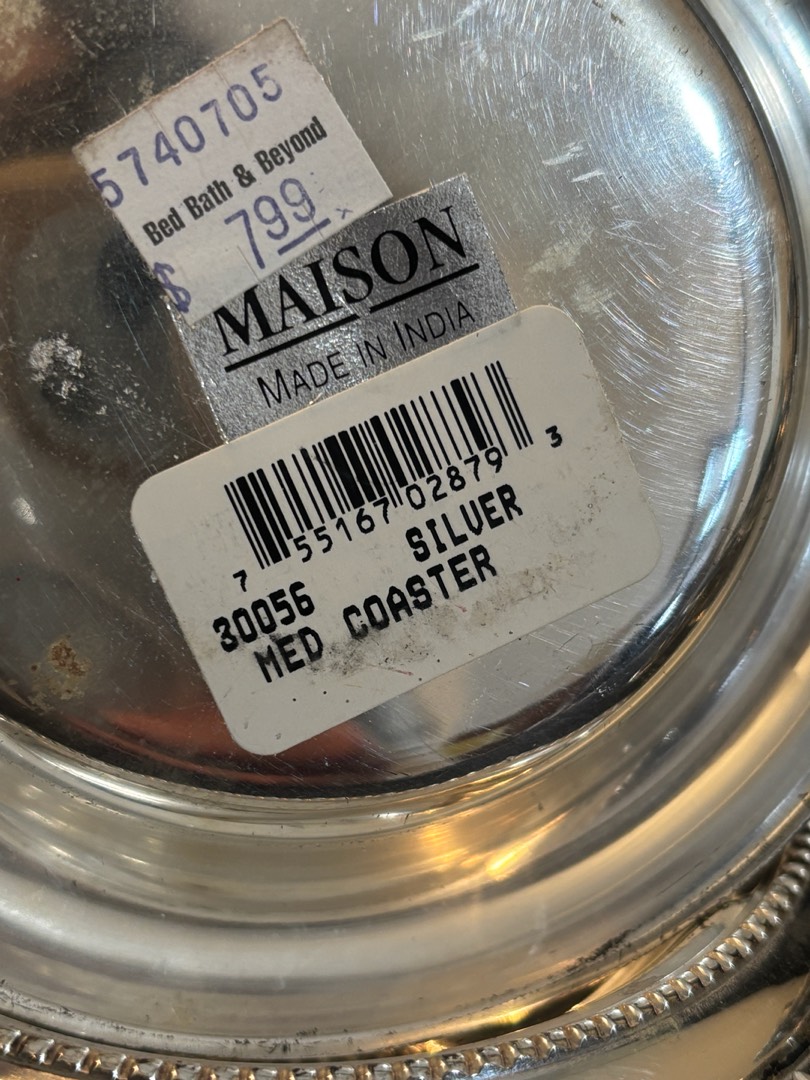 5740705
Bed Bath & Beyond
$ 799
MAISON
MADE IN INDIA
7 55167 02879 3
SILVER
30056
MED COASTER